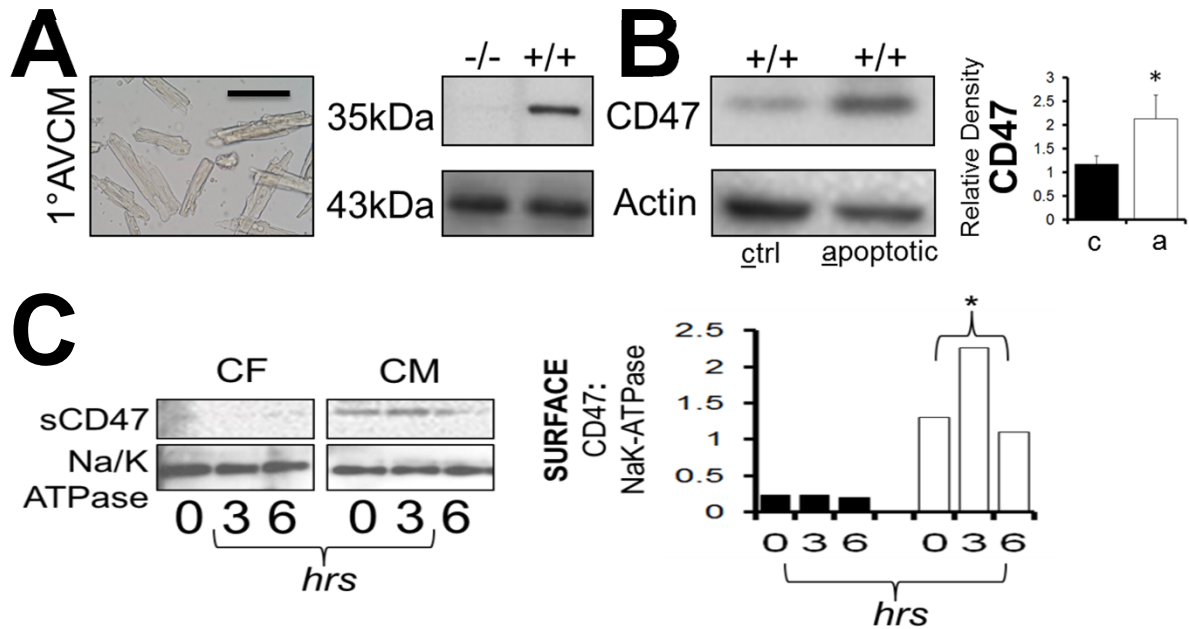 A
1°AVCM
-/- +/+
35kDa
43kDa
B
+/+ +/+
CD47
Actin
ctrl apoptotic
Relative Density
CD47
3
2.5
2
1.5
1
0.5
0
*
c a
C
CF CM
sCD47
Na/K
ATPase
0 3 6 0 3 6
hrs
SURFACE
CD47:
NaK-ATPase
2.5
2
1.5
1
0.5
0
*
0 3 6 0 3 6
hrs